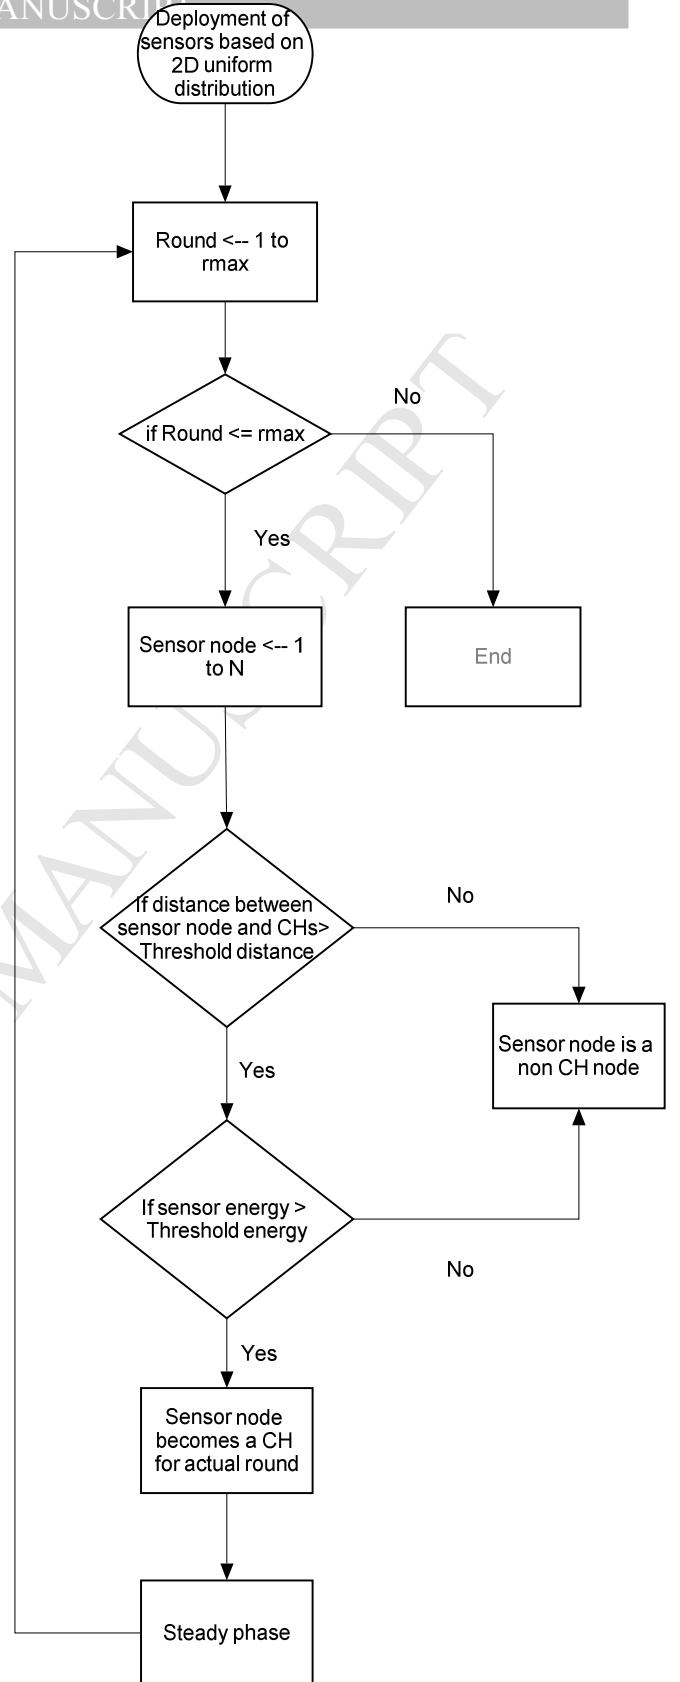 ANUSCRIPT
Deployment of
sensors based on
2D uniform
distribution
Round <-- 1 to
rmax
No
if Round <= rmax
Yes
Sensor node <-- 1
to N
End
MANUSCRIPT
If distance between
sensor node and CHs>
Threshold distance
No
Sensor node is a
non CH node
Yes
If sensor energy >
Threshold energy
No
Yes
Sensor node
becomes a CH
for actual round
Steady phase